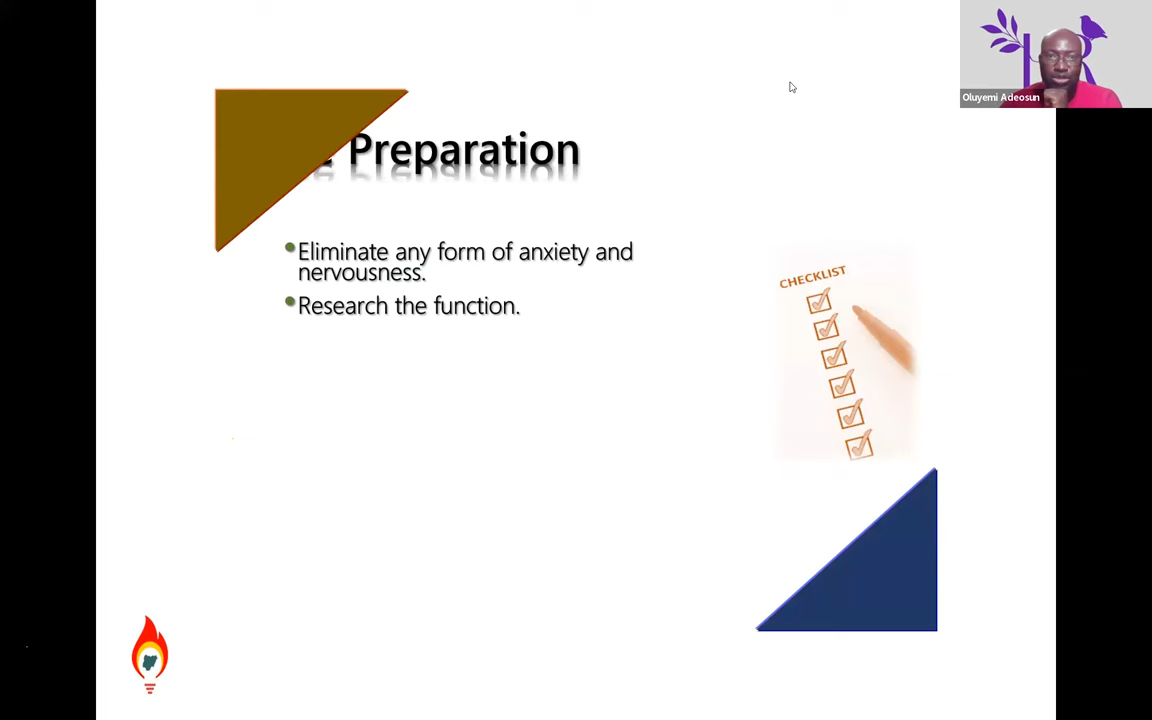 Preparation
•Eliminate any form of anxiety and
nervousness.
•Research the function.
CHECKLIST
Oluyemi Adeosun